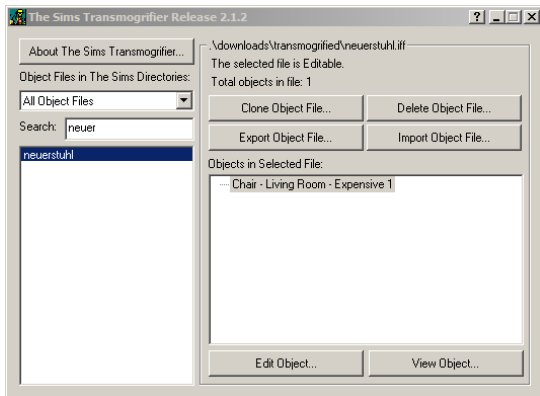 The Sims Transmogrifier Release 2.1.2
About The Sims Transmogrifier...
Object Files in The Sims Directories:
All Object Files
Search: neuer
neuerstuhl
.\downloads\transmogrified\neuerstuhl.iff
The selected file is Editable.
Total objects in file: 1
Clone Object File... Delete Object File...
Export Object File... Import Object File...
Objects in Selected File:
Chair - Living Room - Expensive 1
Edit Object... View Object...